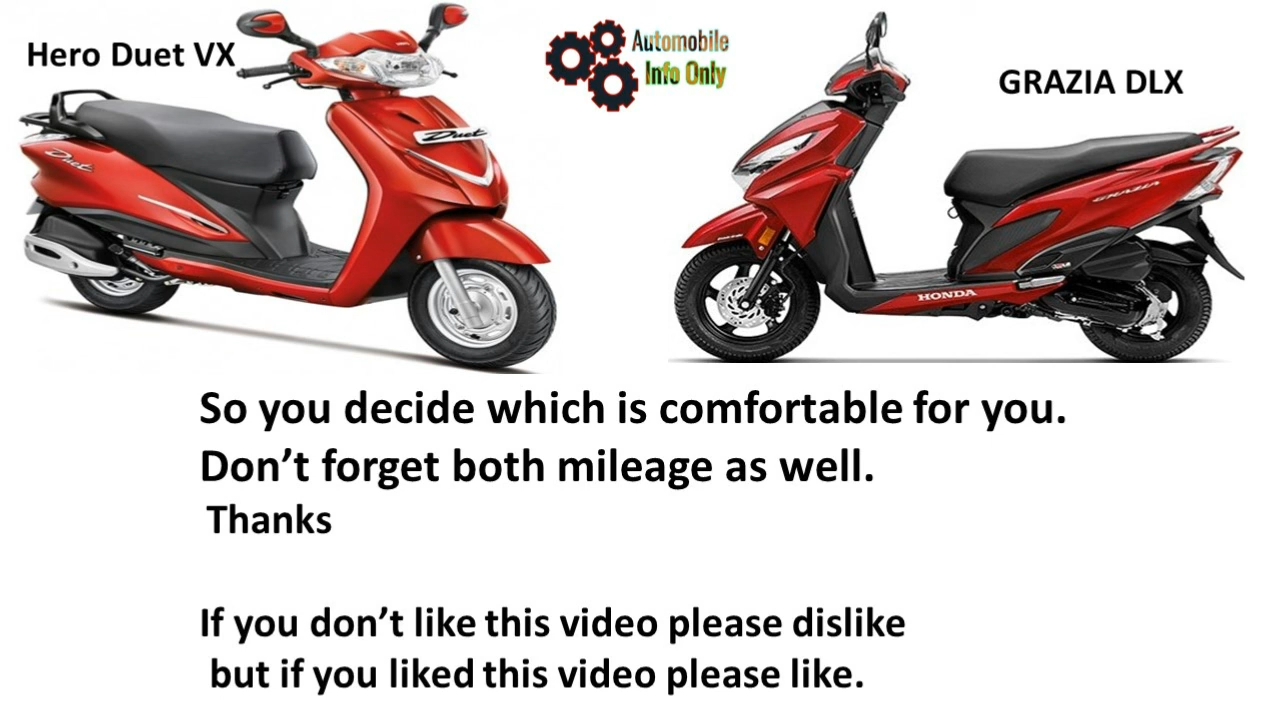 Hero Duet VX
Automobile
Info Only
GRAZIA DLX
Duet
Duet
GRAZIA
HONDA
So you decide which is comfortable for you.
Don’t forget both mileage as well.
Thanks
If you don’t like this video please dislike
but if you liked this video please like.